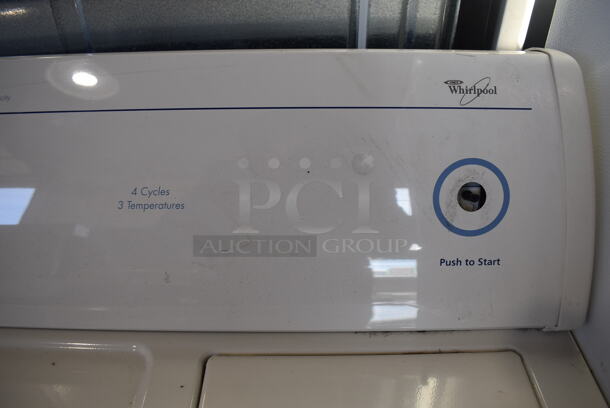 Whirlpool
4 Cycles
3 Temperatures
PCI
AUCTION GROUP
Push to Start